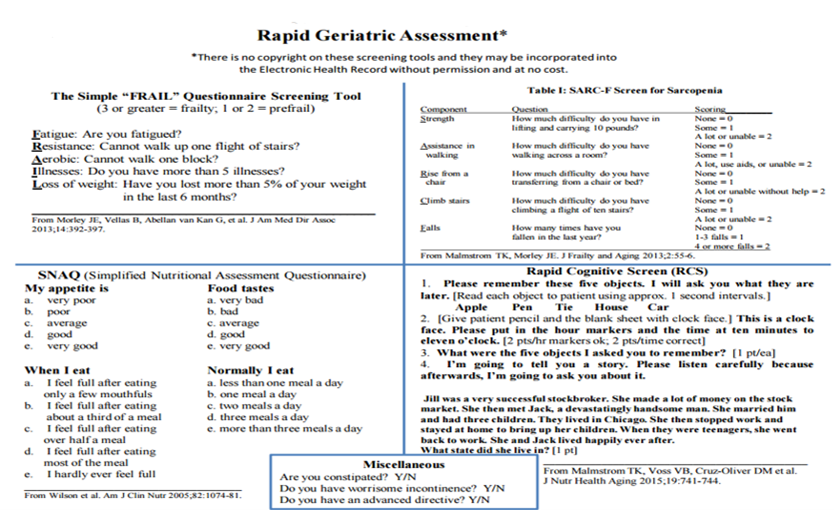 Rapid Geriatric Assessment*
*There is no copyright on these screening tools and they may be incorporated into
the Electronic Health Record without permission and at no cost.
The Simple “FRAIL” Questionnaire Screening Tool
(3 or greater = frailty; 1 or 2 = prefrail)
Fatigue: Are you fatigued?
Resistance: Cannot walk up one flight of stairs?
Aerobic: Cannot walk one block?
Illnesses: Do you have more than 5 illnesses?
Loss of weight: Have you lost more than 5% of your weight
in the last 6 months?
From Morley JE, Vellas B, Abellan van Kan G, et al. J Am Med Dir Assoc
2013;14:392-397.
Table I: SARC-F Screen for Sarcopenia
Component Question Scoring
Strength How much difficulty do you have in None = 0
lifting and carrying 10 pounds? Some = 1
A lot or unable = 2
Assistance in How much difficulty do you have None = 0
walking walking across a room? Some = 1
A lot, use aids, or unable = 2
Rise from a How much difficulty do you have None = 0
chair transferring from a chair or bed? Some = 1
A lot or unable without help = 2
Climb stairs How much difficulty do you have None = 0
climbing a flight of ten stairs? Some = 1
A lot or unable = 2
Falls How many times have you None = 0
fallen in the last year? 1-3 falls = 1
4 or more falls = 2
From Malmstrom TK, Morley JE. J Frailty and Aging 2013;2:55-6.
SNAQ (Simplified Nutritional Assessment Questionnaire)
My appetite is
a. very poor
b. poor
c. average
d. good
e. very good
Food tastes
a. very bad
b. bad
c. average
d. good
e. very good
When I eat
a. I feel full after eating
only a few mouthfuls
b. I feel full after eating
about a third of a meal
c. I feel full after eating
over half a meal
d. I feel full after eating
most of the meal
e. I hardly ever feel full
Normally I eat
a. less than one meal a day
b. one meal a day
c. two meals a day
d. three meals a day
e. more than three meals a day
From Wilson et al. Am J Clin Nutr 2005;82:1074-81.
Rapid Cognitive Screen (RCS)
1. Please remember these five objects. I will ask you what they are
later. [Read each object to patient using approx. 1 second intervals.]
Apple Pen Tie House Car
2. [Give patient pencil and the blank sheet with clock face.] This is a clock
face. Please put in the hour markers and the time at ten minutes to
eleven o’clock. [2 pts/hr markers ok; 2 pts/time correct]
3. What were the five objects I asked you to remember? [1 pt/ea]
4. I’m going to tell you a story. Please listen carefully because
afterwards, I’m going to ask you about it.
Jill was a very successful stockbroker. She made a lot of money on the stock
market. She then met Jack, a devastatingly handsome man. She married him
and had three children. They lived in Chicago. She then stopped work and
stayed at home to bring up her children. When they were teenagers, she went
back to work. She and Jack lived happily ever after.
What state did she live in? [1 pt]
From Malmstrom TK, Voss VB, Cruz-Oliver DM et al.
J Nutr Health Aging 2015;19:741-744.
Miscellaneous
Are you constipated? Y/N
Do you have worrisome incontinence? Y/N
Do you have an advanced directive? Y/N